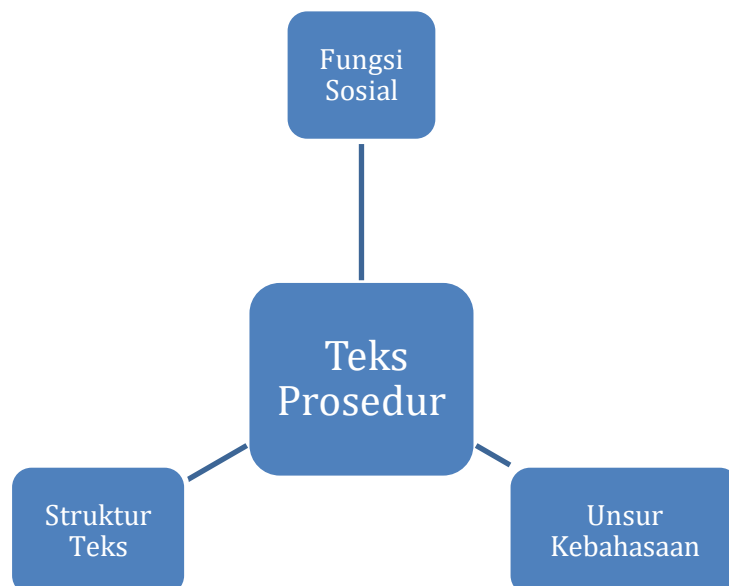 Fungsi
Sosial
Teks
Prosedur
Struktur
Teks
Unsur
Kebahasaan